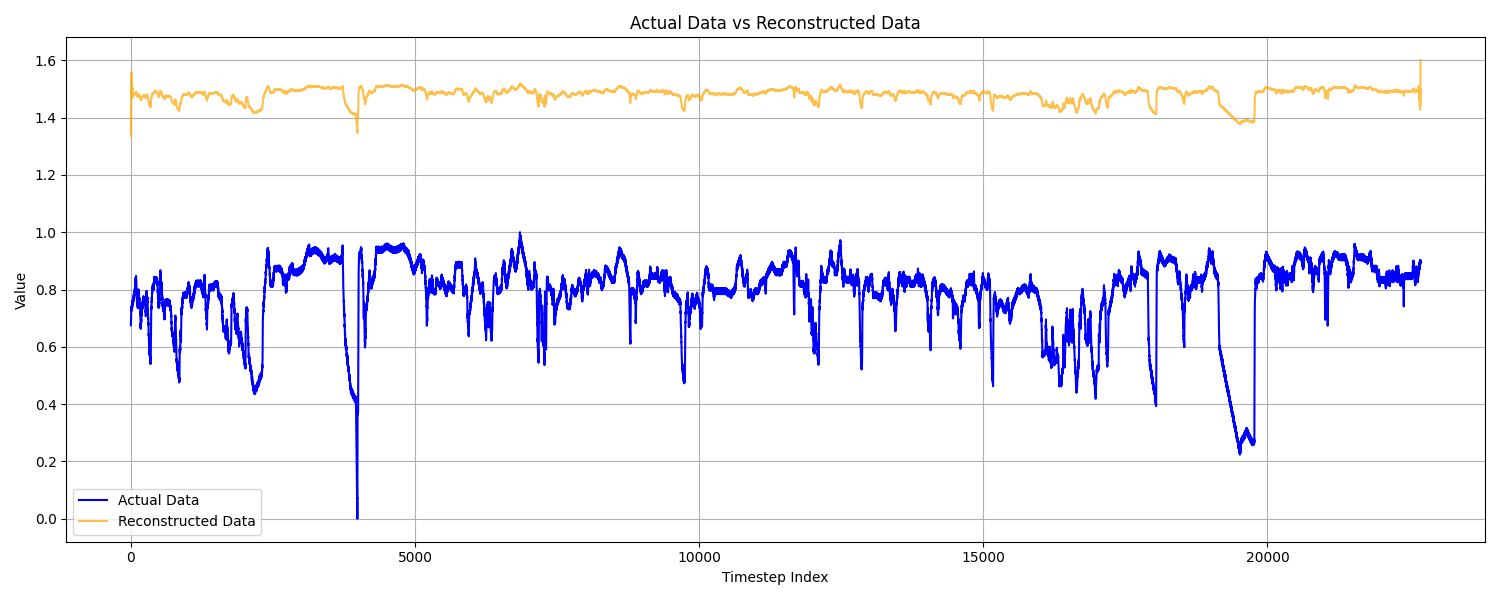 Actual Data vs Reconstructed Data
Value
1.6
1.4
1.2
1.0
0.8
0.6
0.4
0.2
0.0
Actual Data
Reconstructed Data
0 5000 10000 15000 20000
Timestep Index